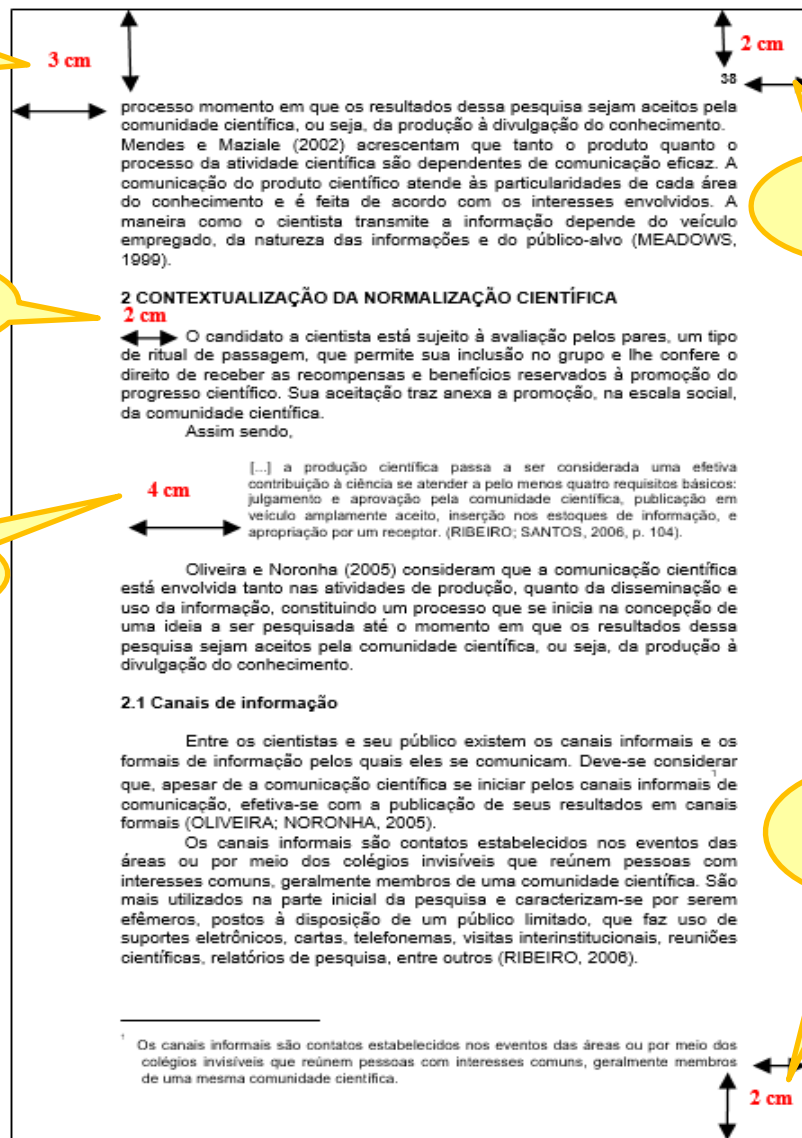 3 cm
2 cm
38
processo momento em que os resultados dessa pesquisa sejam aceitos pela
comunidade científica, ou seja, da produção à divulgação do conhecimento.
Mendes e Maziale (2002) acrescentam que tanto o produto quanto o
processo da atividade científica são dependentes de comunicação eficaz. A
comunicação do produto científico atende às particularidades de cada área
do conhecimento e é feita de acordo com os interesses envolvidos. A
maneira como o cientista transmite a informação depende do veículo
empregado, da natureza das informações e do público-alvo (MEADOWS,
1999).
2 CONTEXTUALIZAÇÃO DA NORMALIZAÇÃO CIENTÍFICA
2 cm
O candidato a cientista está sujeito à avaliação pelos pares, um tipo
de ritual de passagem, que permite sua inclusão no grupo e lhe confere o
direito de receber as recompensas e benefícios reservados à promoção do
progresso científico. Sua aceitação traz anexa a promoção, na escala social,
da comunidade científica.
Assim sendo,
[...] a produção científica passa a ser considerada uma efetiva
contribuição à ciência se atender a pelo menos quatro requisitos básicos:
julgamento e aprovação pela comunidade científica, publicação em
veículo amplamente aceito, inserção nos estoques de informação, e
apropriação por um receptor. (RIBEIRO; SANTOS, 2006, p. 104).
4 cm
Oliveira e Noronha (2005) consideram que a comunicação científica
está envolvida tanto nas atividades de produção, quanto da disseminação e
uso da informação, constituindo um processo que se inicia na concepção de
uma ideia a ser pesquisada até o momento em que os resultados dessa
pesquisa sejam aceitos pela comunidade científica, ou seja, da produção à
divulgação do conhecimento.
2.1 Canais de informação
Entre os cientistas e seu público existem os canais informais e os
formais de informação pelos quais eles se comunicam. Deve-se considerar
que, apesar de a comunicação científica se iniciar pelos canais informais¹de
comunicação, efetiva-se com a publicação de seus resultados em canais
formais (OLIVEIRA; NORONHA, 2005).
Os canais informais são contatos estabelecidos nos eventos das
áreas ou por meio dos colégios invisíveis que reúnem pessoas com
interesses comuns, geralmente membros de uma comunidade científica. São
mais utilizados na parte inicial da pesquisa e caracterizam-se por serem
efêmeros, postos à disposição de um público limitado, que faz uso de
suportes eletrônicos, cartas, telefonemas, visitas interinstitucionais, reuniões
científicas, relatórios de pesquisa, entre outros (RIBEIRO, 2006).
¹ Os canais informais são contatos estabelecidos nos eventos das áreas ou por meio dos
colégios invisíveis que reúnem pessoas com interesses comuns, geralmente membros
de uma mesma comunidade científica.
2 cm